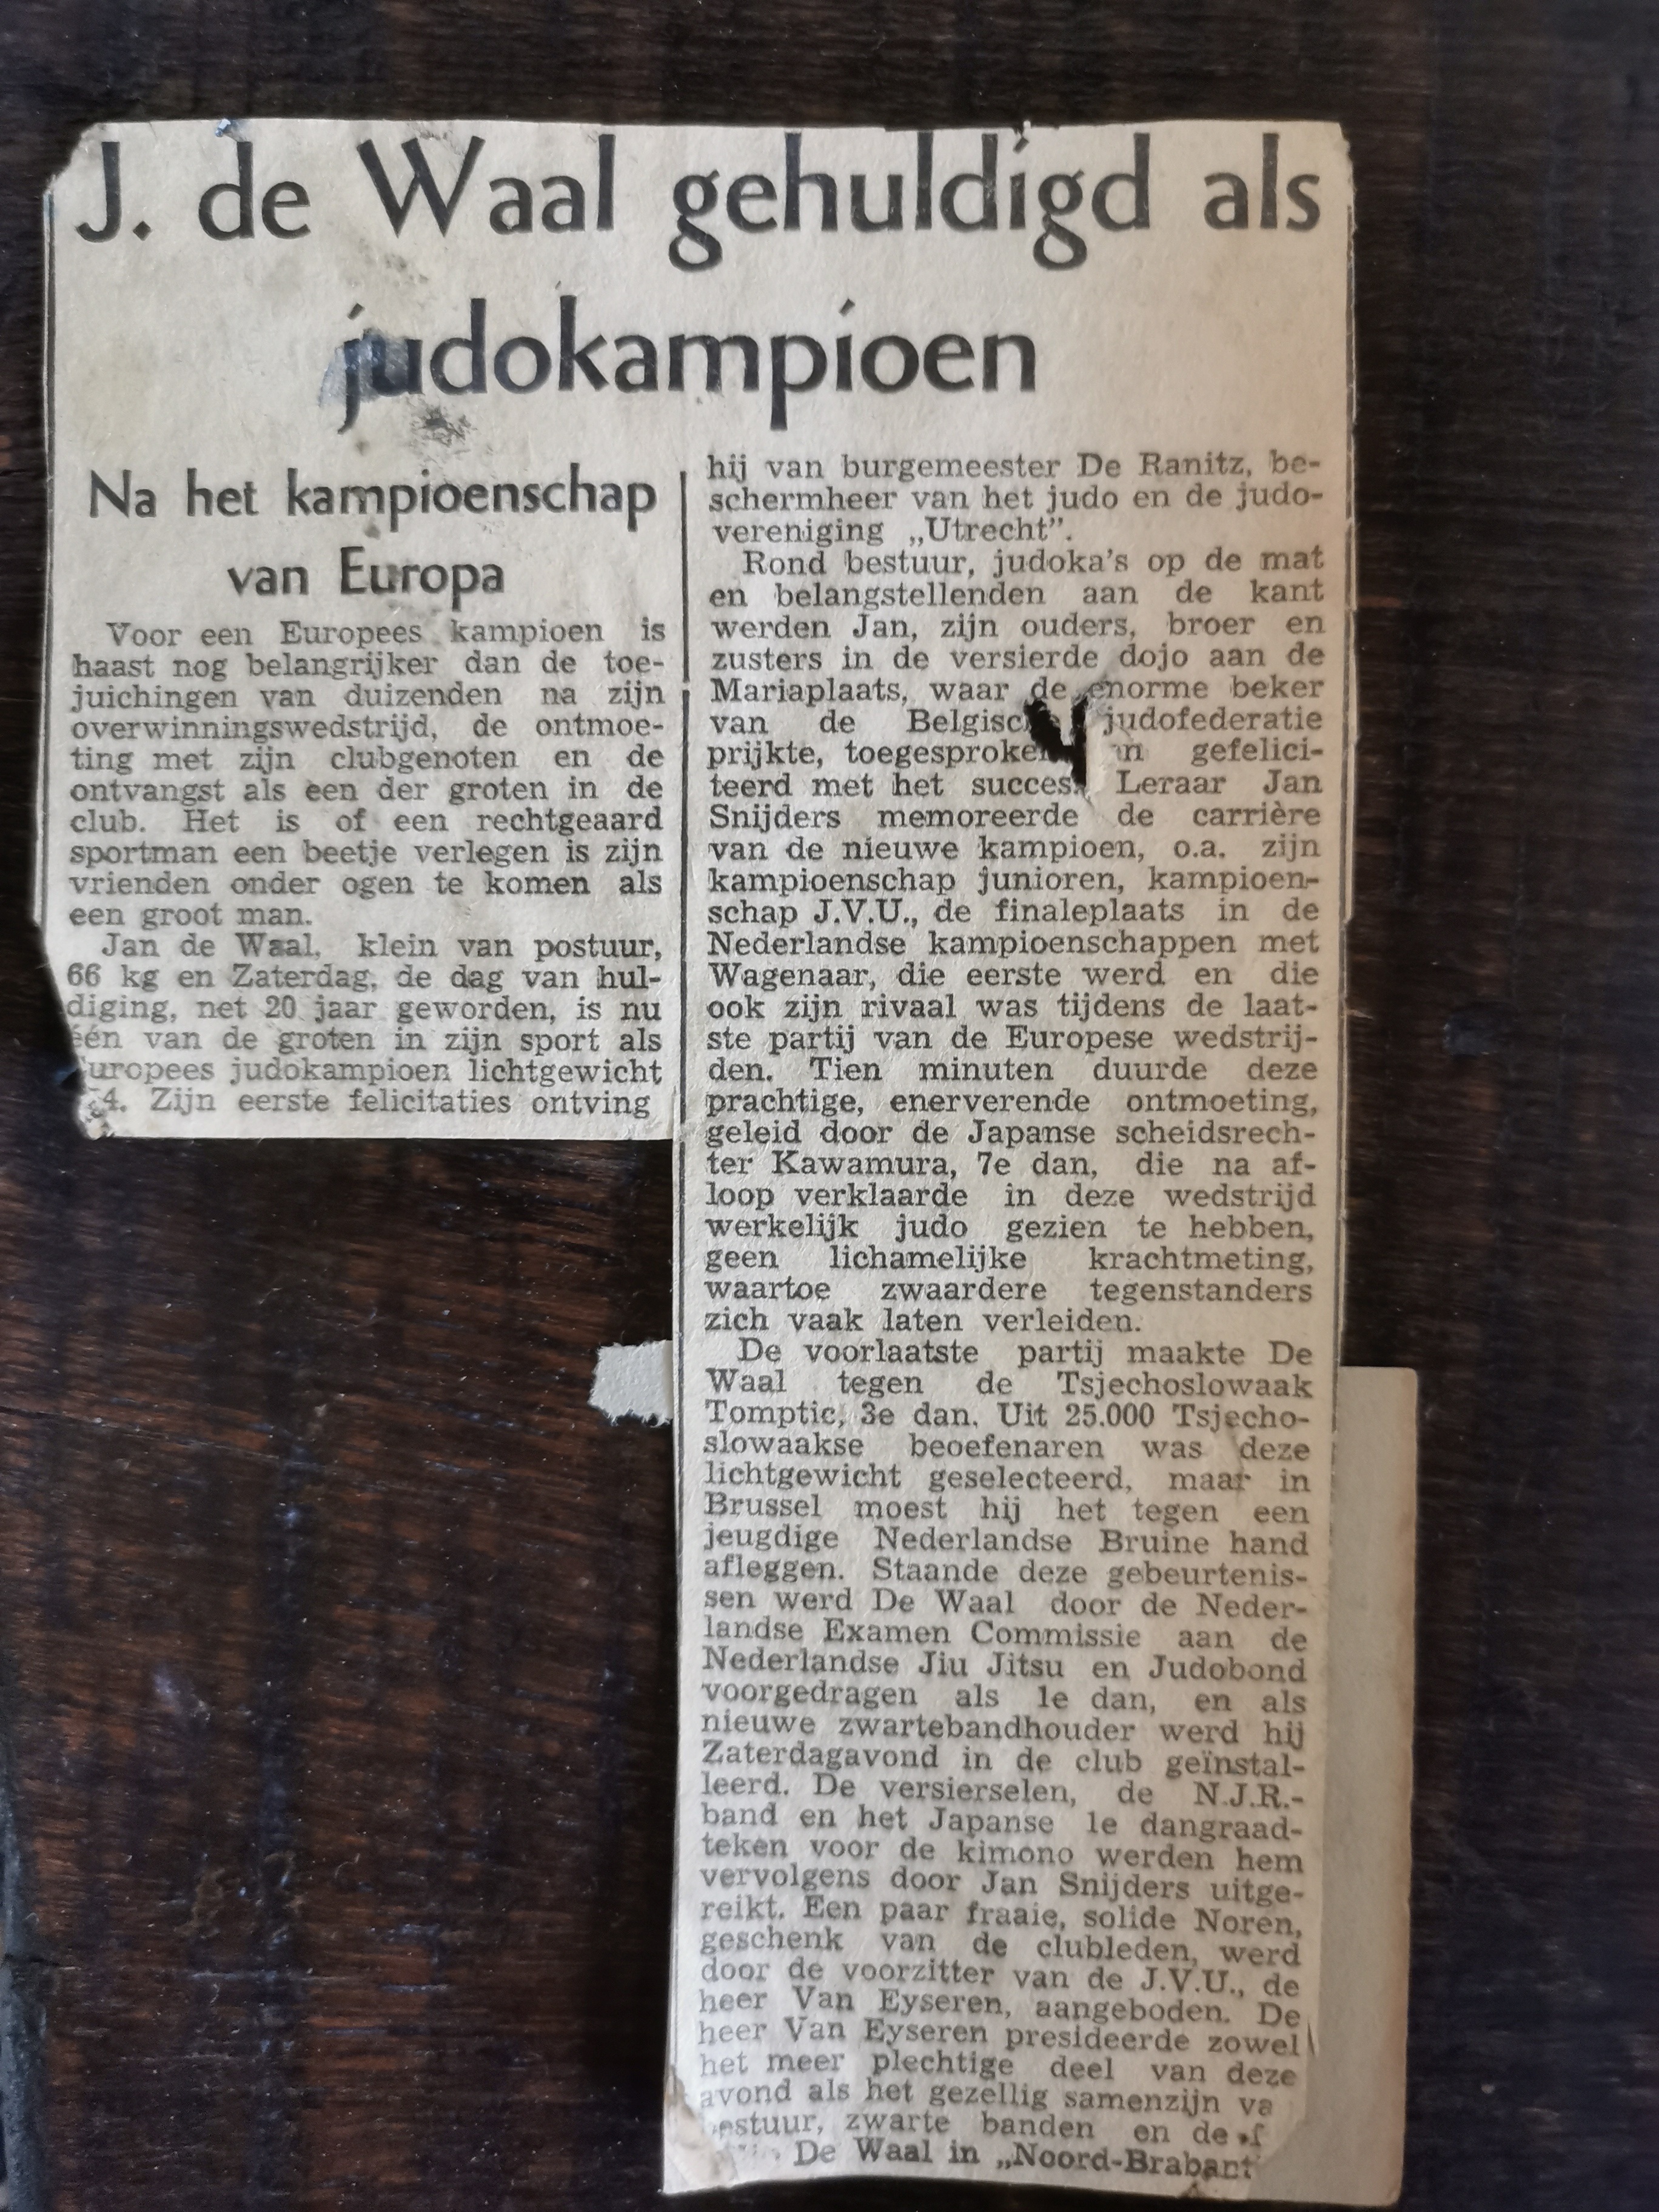 J. de Waal gehuldigd als
judokampioen
Na het kampioenschap
van Europa
Voor een Europees kampioen is
haast nog belangrijker dan de toe-
juichingen van duizenden na zijn
overwinningswedstrijd, de ontmoe-
ting met zijn clubgenoten en de
ontvangst als een der groten in de
club. Het is of een rechtgeaard
sportman een beetje verlegen is zijn
vrienden onder ogen te komen als
een groot man.
Jan de Waal, klein van postuur,
66 kg en Zaterdag, de dag van hul-
diging, net 20 jaar geworden, is nu
één van de groten in zijn sport als
uropees judokampioen lichtgewicht
4. Zijn eerste felicitaties ontving
hij van burgemeester De Ranitz, be-
schermheer van het judo en de judo-
vereniging „Utrecht”.
Rond bestuur, judoka's op de mat
en belangstellenden aan de kant
werden Jan, zijn ouders, broer en
zusters in de versierde dojo aan de
Mariaplaats, waar de enorme beker
van de Belgisc judofederatie
prijkte, toegesproke n gefelici-
teerd met het succes. Leraar Jan
Snijders memoreerde de carrière
van de nieuwe kampioen, o.a. zijn
kampioenschap junioren, kampioen-
schap J.V.U., de finaleplaats in de
Nederlandse kampioenschappen met
Wagenaar, die eerste werd en die
ook zijn rivaal was tijdens de laat-
ste partij van de Europese wedstrij-
den. Tien minuten duurde deze
prachtige, enerverende ontmoeting,
geleid door de Japanse scheidsrech-
ter Kawamura, 7e dan, die na af-
loop verklaarde in deze wedstrijd
werkelijk judo gezien te hebben,
geen lichamelijke krachtmeting,
waartoe zwaardere tegenstanders
zich vaak laten verleiden.
De voorlaatste partij maakte De
Waal tegen de Tsjechoslowaak
Tomptic, 3e dan. Uit 25.000 Tsjecho-
slowaakse beoefenaren was deze
lichtgewicht geselecteerd, maar in
Brussel moest hij het tegen een
jeugdige Nederlandse Bruine hand
afleggen. Staande deze gebeurtenis-
sen werd De Waal door de Neder-
landse Examen Commissie aan de
Nederlandse Jiu Jitsu en Judobond
voorgedragen als 1e dan, en als
nieuwe zwartebandhouder werd hij
Zaterdagavond in de club geïnstal-
leerd. De versierselen, de N.J.R.-
band en het Japanse 1e dangraad-
teken voor de kimono werden hem
vervolgens door Jan Snijders uitge-
reikt. Een paar fraaie, solide Noren,
geschenk van de clubleden, werd
door de voorzitter van de J.V.U., de
heer Van Eyseren, aangeboden. De
heer Van Eyseren presideerde zowel
het meer plechtige deel van deze
avond als het gezellig samenzijn va
estuur, zwarte banden en de
De Waal in „Noord-Brabant